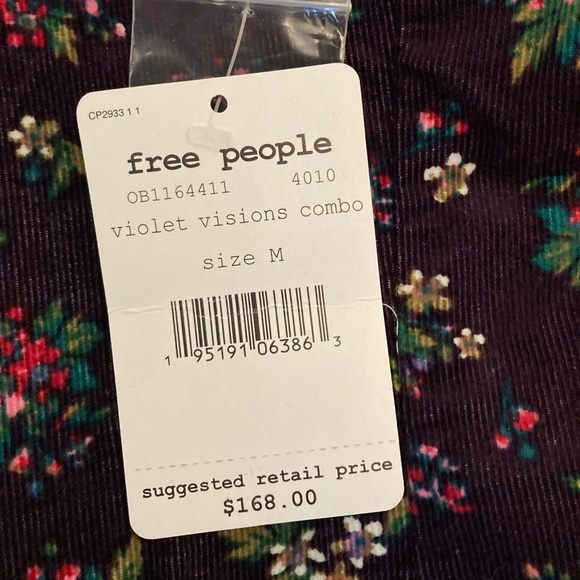 CP2933 1 1
free people
OB1164411 4010
violet visions combo
size M
1 95191 06386 3
suggested retail price
$168.00